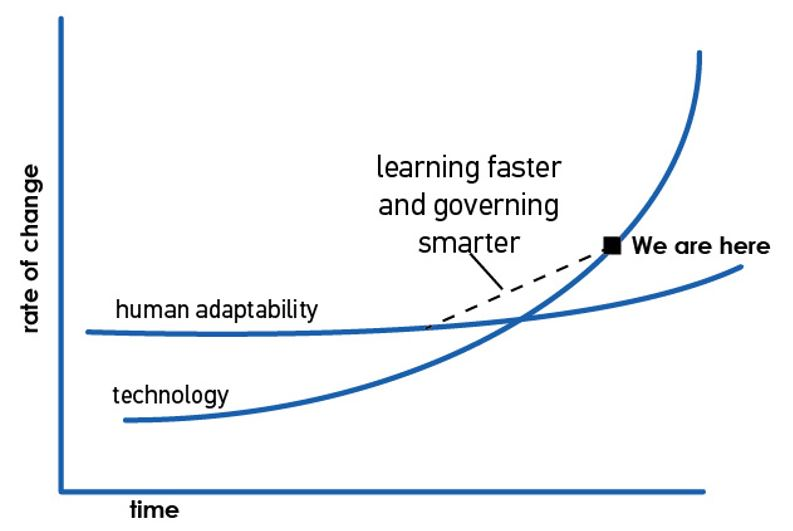 learning faster
and governing
smarter
We are here
rate of change
human adaptability
technology
time